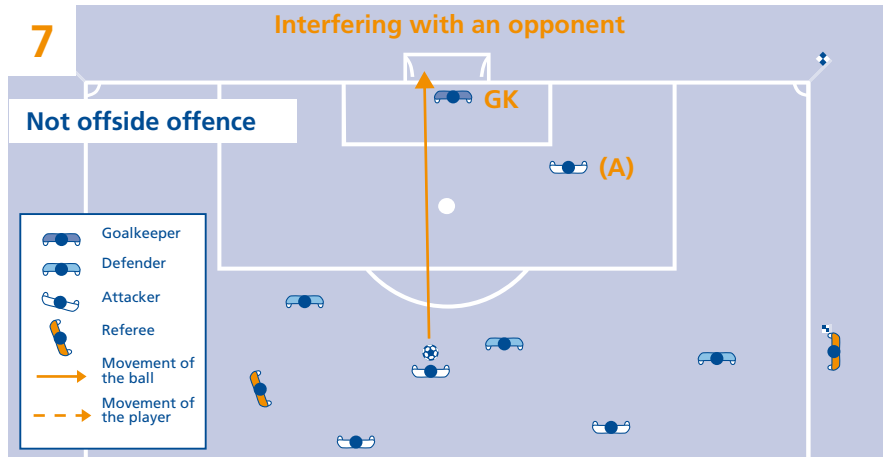 7
Interfering with an opponent
GK
Not offside offence
(A)
Goalkeeper
Defender
Attacker
Referee
Movement of
the ball
Movement of
the player